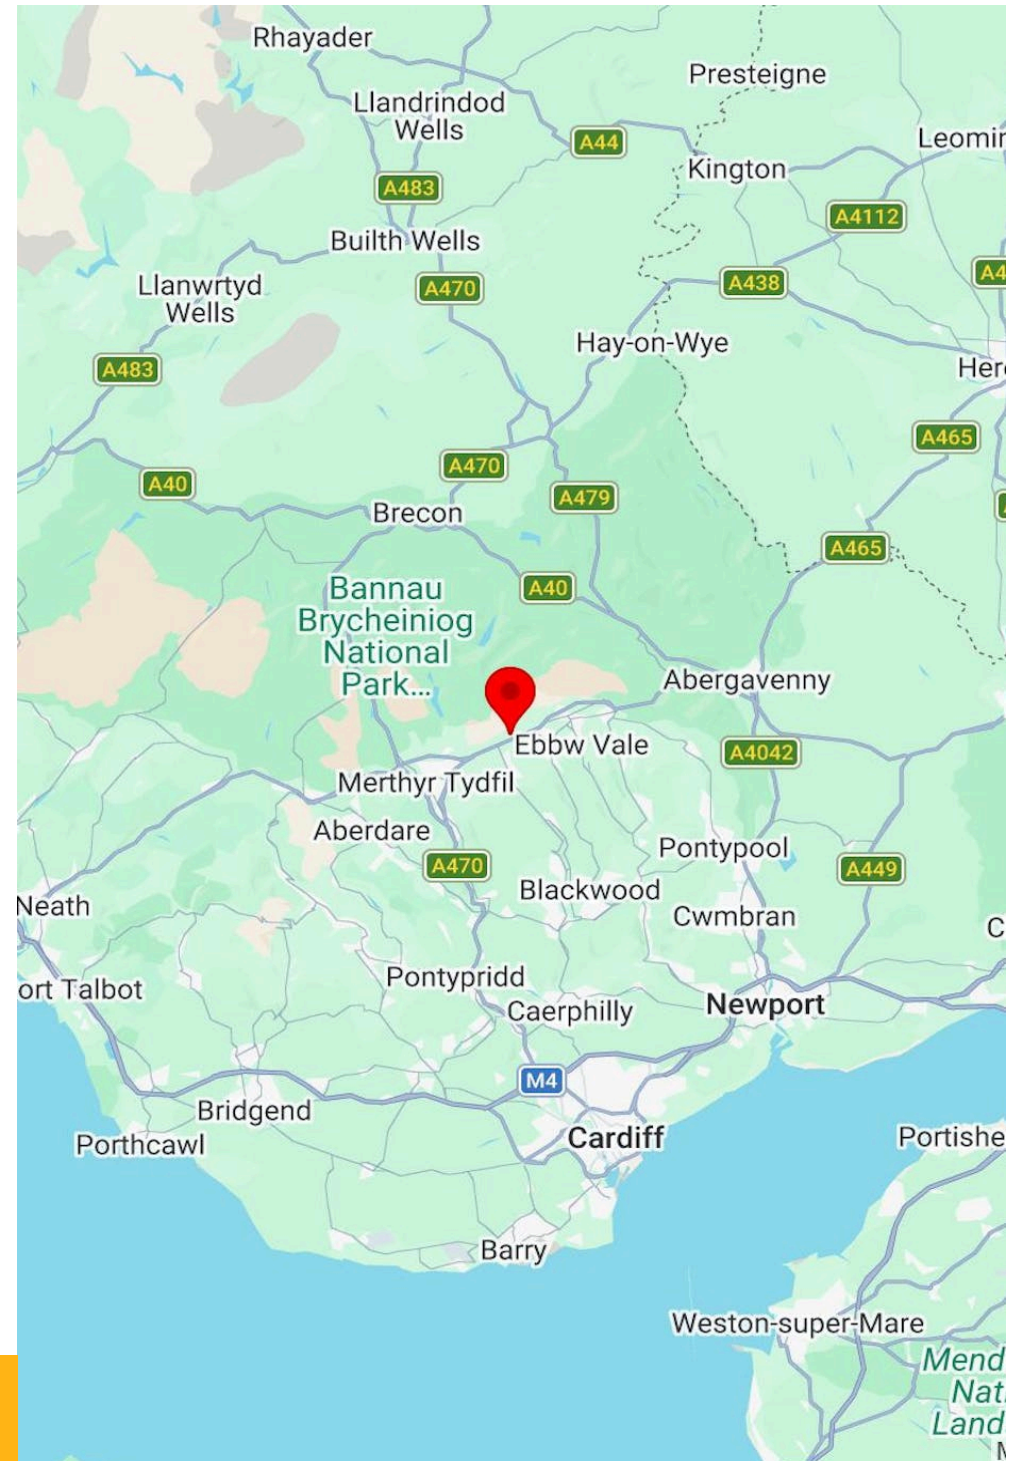 Rhayader
Presteigne
Llandrindod
Wells
A44
Leomin
Kington
A483
A4112
Builth Wells
A4
A438
A470
Llanwrtyd
Wells
Hay-on-Wye
A483
Her
A465
A470
A40
A479
Brecon
A465
A40
Bannau
Brycheiniog
National
Park...
Abergavenny
Ebbw Vale
A4042
Merthyr Tydfil
Aberdare
Pontypool
A470
A449
Blackwood
Neath
Cwmbran
C
Pontypridd
ort Talbot
Newport
Caerphilly
M4
Bridgend
Cardiff
Portishe
Porthcawl
Barry
Weston-super-Mare
Mend
Nat
Land